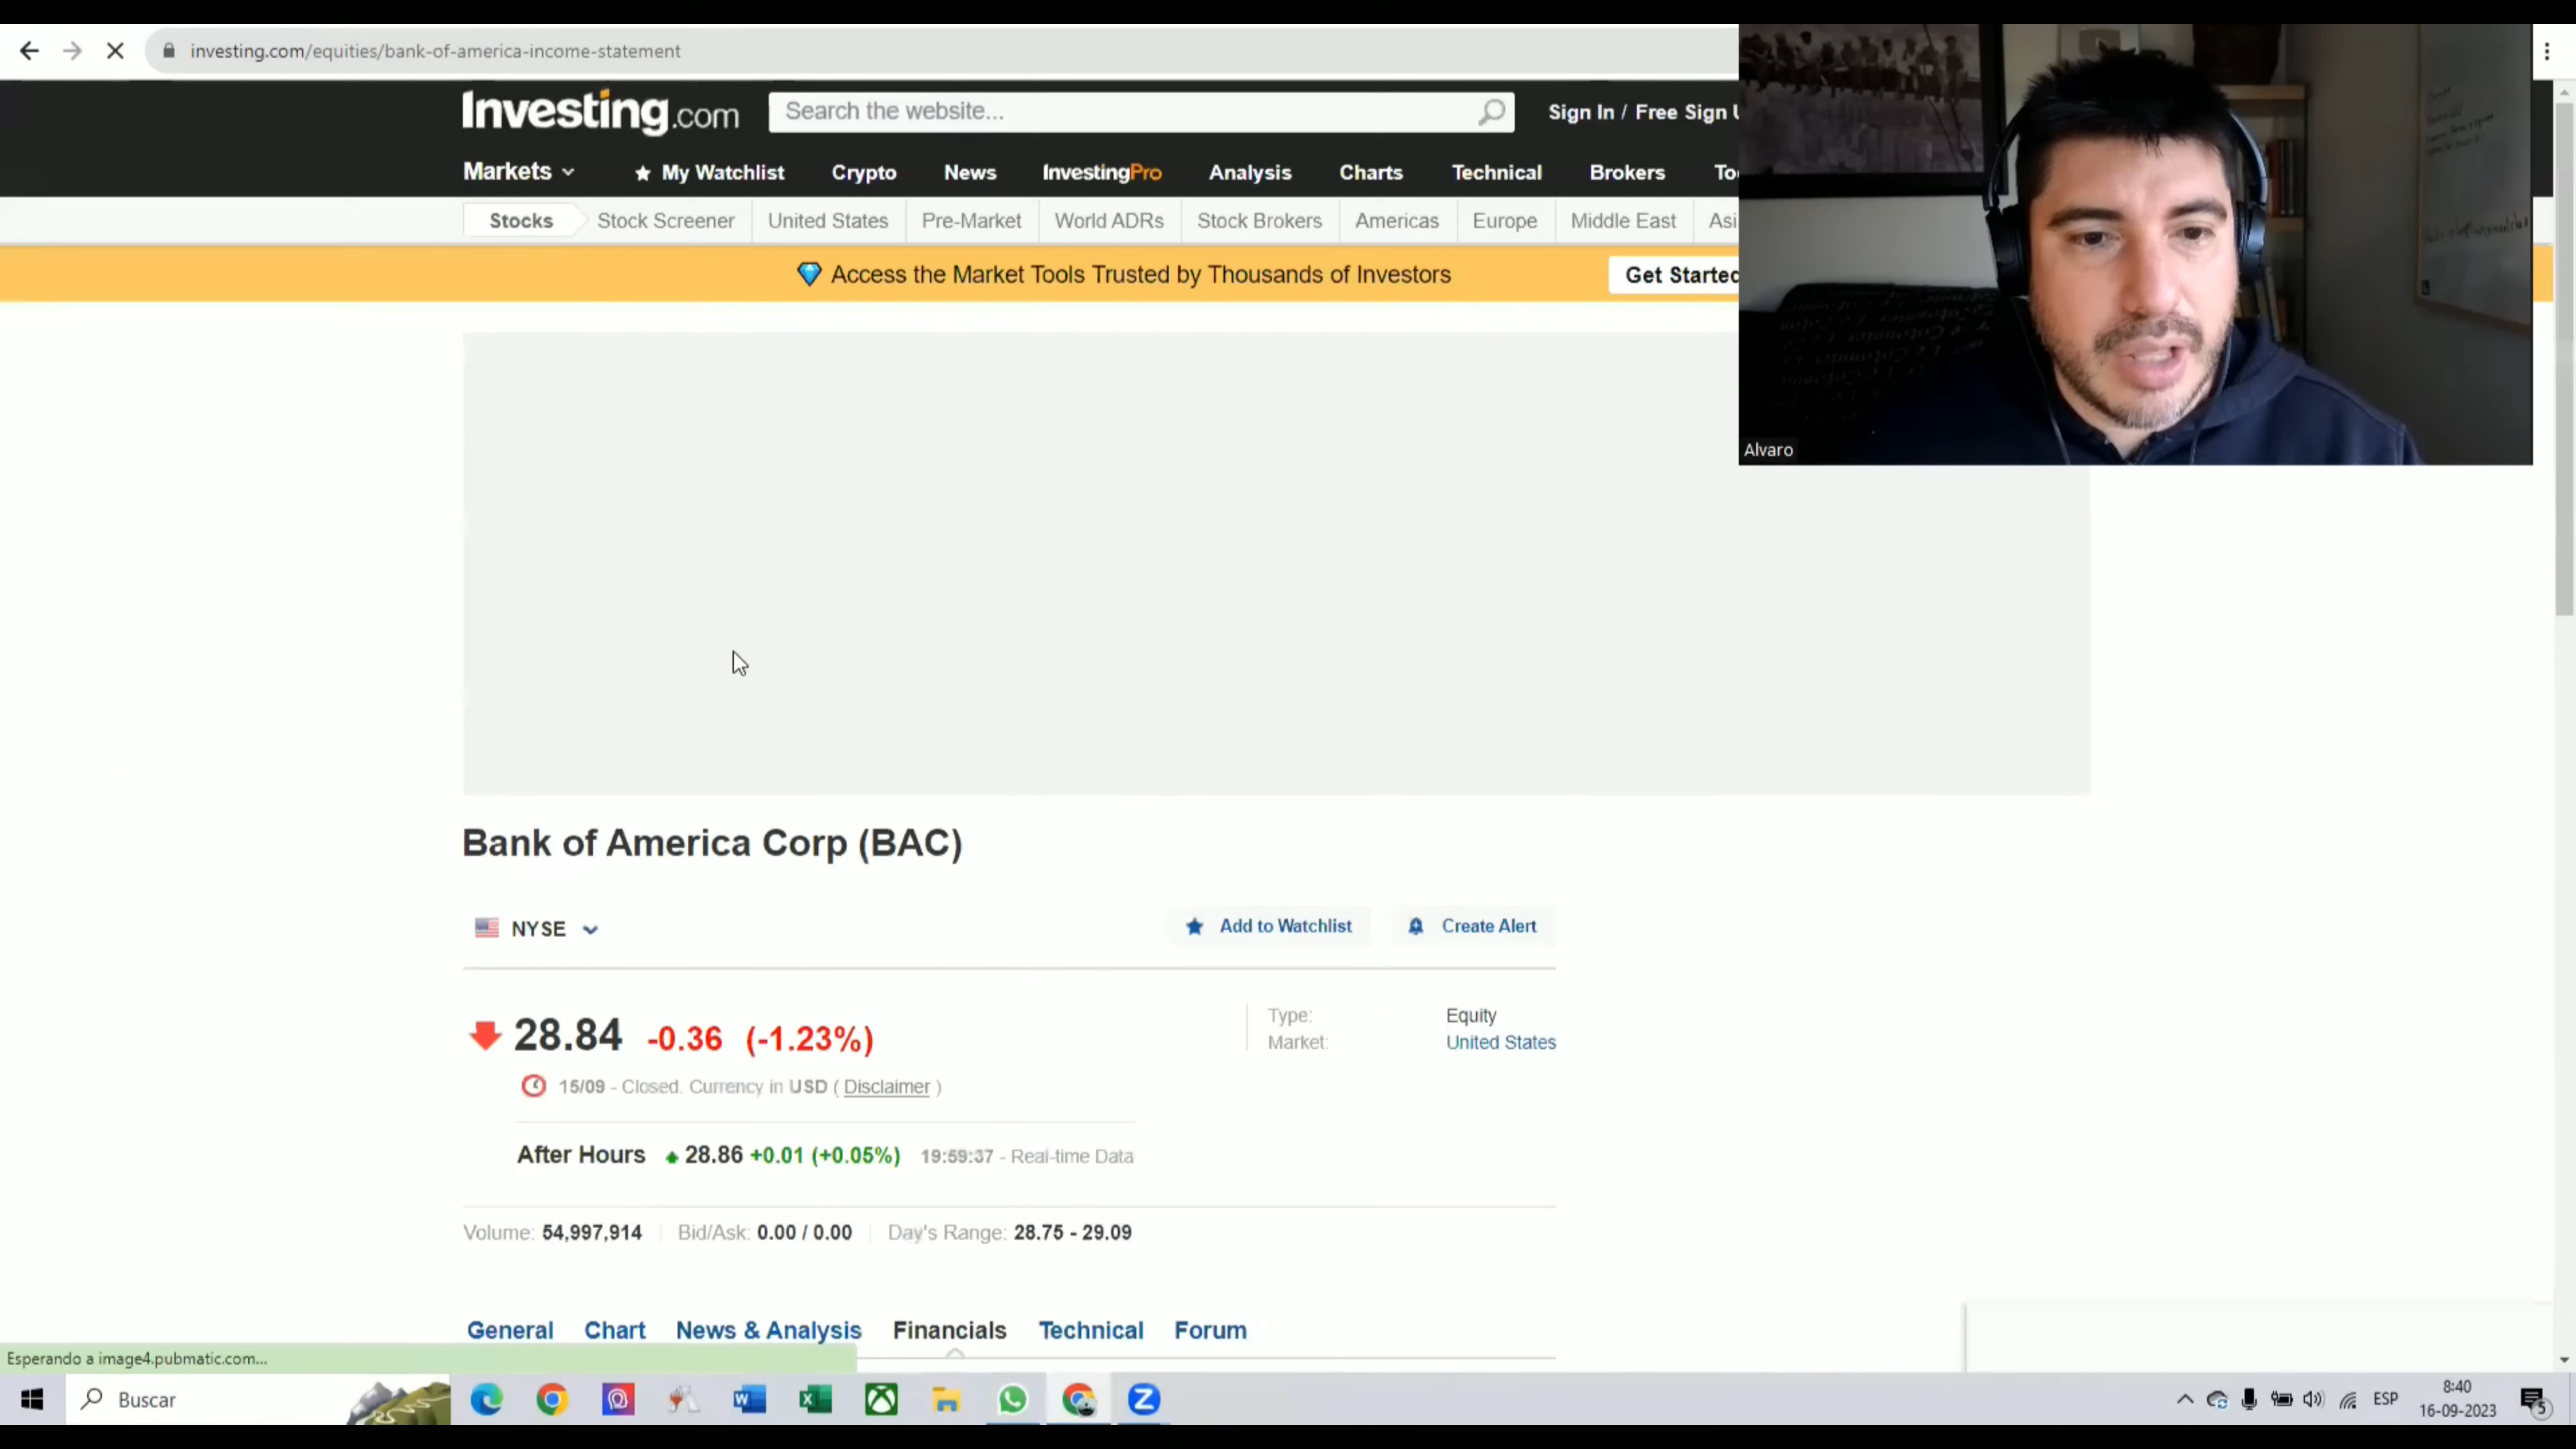 investing.com/equities/bank-of-america-income-statement
Investing.com
Search the website...
Sign In / Free Sign U
Markets
My Watchlist
Crypto
News
InvestingPro
Analysis
Charts
Technical
Brokers
To
Stocks
Stock Screener
United States
Pre-Market
World ADRs
Stock Brokers
Americas
Europe
Middle East
Asi
Access the Market Tools Trusted by Thousands of Investors
Get Started
Alvaro
Bank of America Corp (BAC)
NYSE
Add to Watchlist
Create Alert
28.84 -0.36 (-1.23%)
Type: Equity
Market: United States
15/09 - Closed. Currency in USD ( Disclaimer )
After Hours 28.86 +0.01 (+0.05%) 19:59:37 - Real-time Data
Volume: 54,997,914
Bid/Ask: 0.00 / 0.00
Day's Range: 28.75 - 29.09
General
Chart
News & Analysis
Financials
Technical
Forum
Esperando a image4.pubmatic.com...
Buscar
ESP
8:40
16-09-2023
5